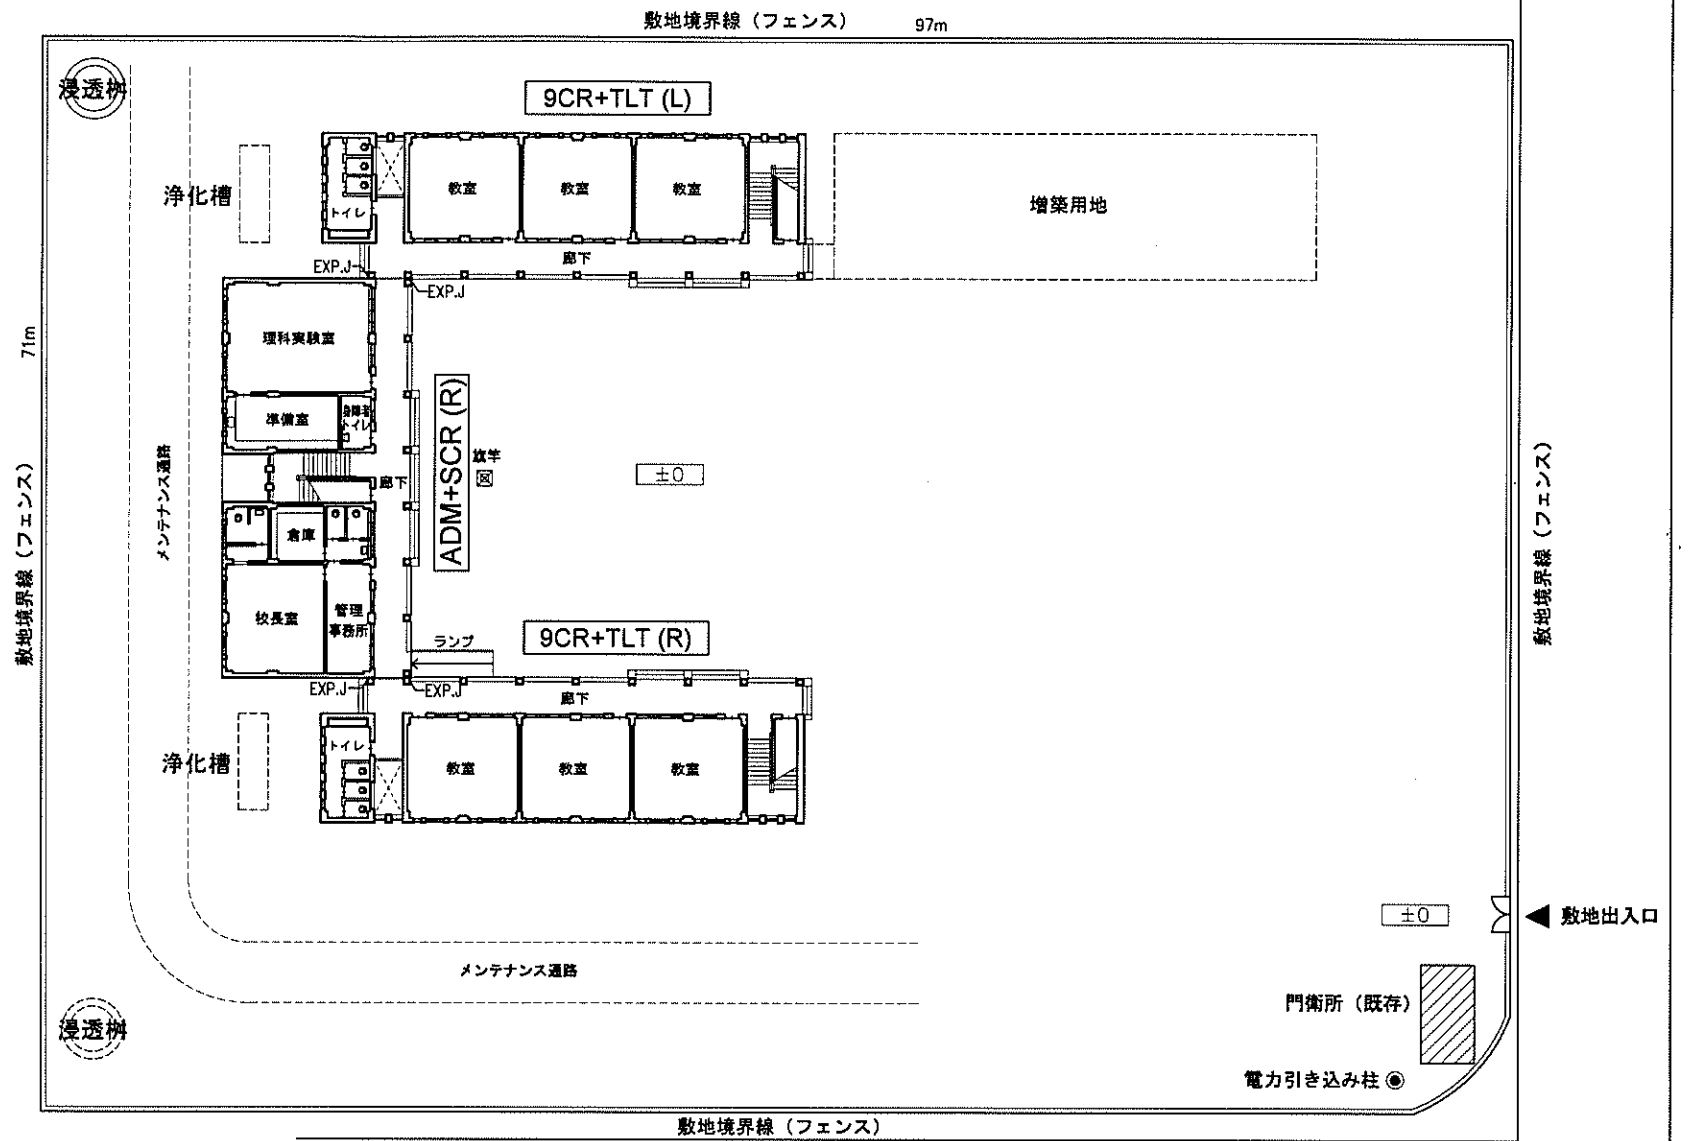 敷地境界線（フェンス） 97m
浸透桝
9CR+TLT (L)
浄化槽
トイレ
教室
教室
教室
増築用地
廊下
EXP.J
EXP.J
71m
敷地境界線（フェンス）
メンテナンス通路
理科実験室
準備室
身障者
トイレ
ADM+SCR (R)
旗竿
±0
廊下
倉庫
校長室
管理
事務所
ランプ
9CR+TLT (R)
EXP.J
EXP.J
廊下
浄化槽
トイレ
教室
教室
教室
敷地境界線（フェンス）
±0
敷地出入口
メンテナンス通路
門衛所（既存）
浸透桝
電力引き込み柱
敷地境界線（フェンス）